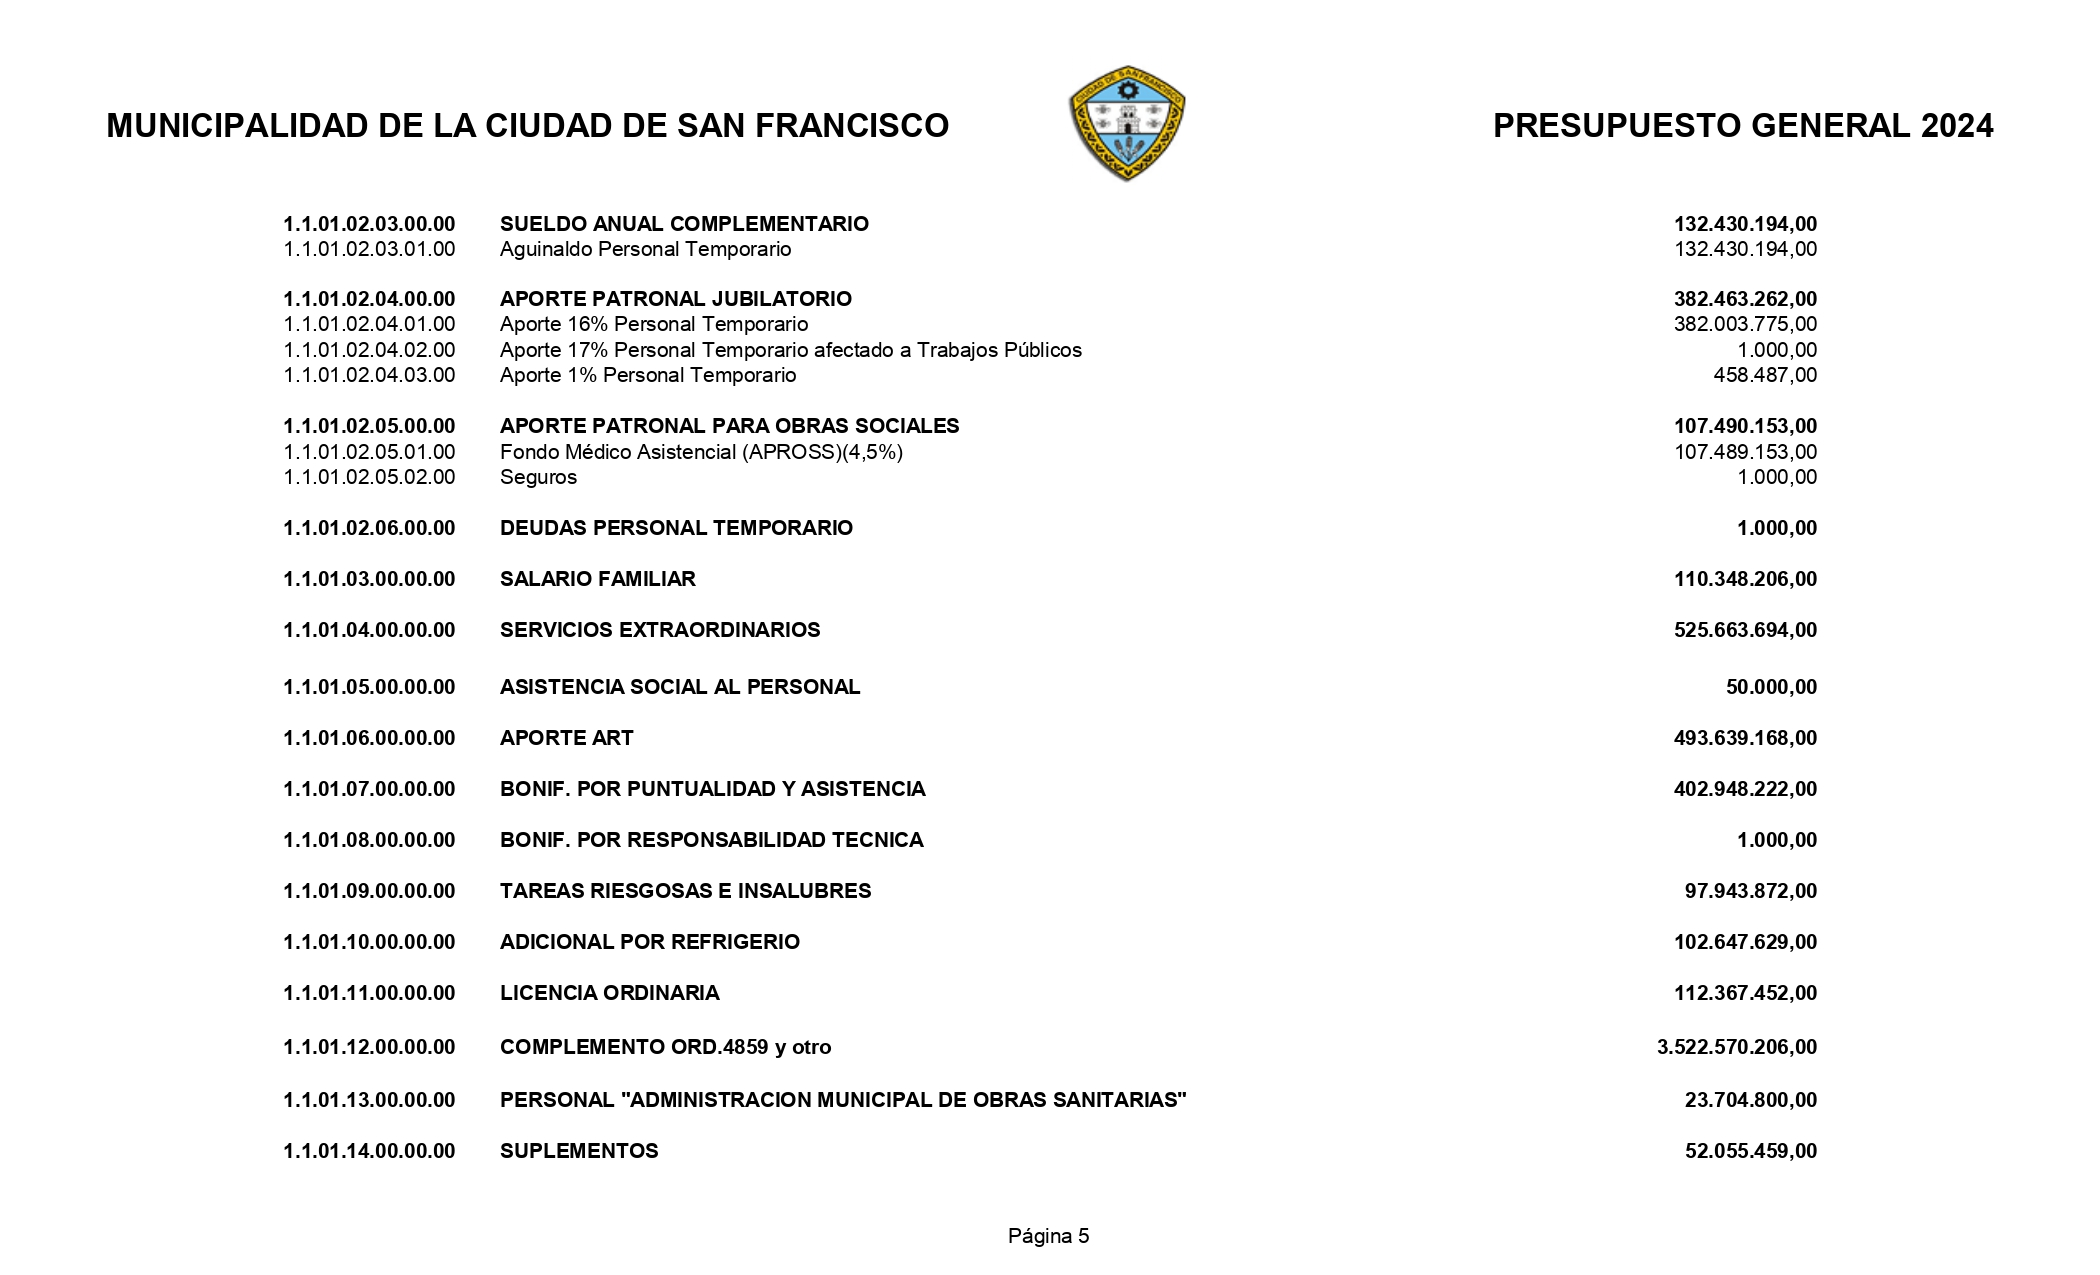 MUNICIPALIDAD DE LA CIUDAD DE SAN FRANCISCO
CIUDAD DE SAN FRANCISCO
PRESUPUESTO GENERAL 2024
1.1.01.02.03.00.00 SUELDO ANUAL COMPLEMENTARIO 132.430.194,00
1.1.01.02.03.01.00 Aguinaldo Personal Temporario 132.430.194,00
1.1.01.02.04.00.00 APORTE PATRONAL JUBILATORIO 382.463.262,00
1.1.01.02.04.01.00 Aporte 16% Personal Temporario 382.003.775,00
1.1.01.02.04.02.00 Aporte 17% Personal Temporario afectado a Trabajos Públicos 1.000,00
1.1.01.02.04.03.00 Aporte 1% Personal Temporario 458.487,00
1.1.01.02.05.00.00 APORTE PATRONAL PARA OBRAS SOCIALES 107.490.153,00
1.1.01.02.05.01.00 Fondo Médico Asistencial (APROSS)(4,5%) 107.489.153,00
1.1.01.02.05.02.00 Seguros 1.000,00
1.1.01.02.06.00.00 DEUDAS PERSONAL TEMPORARIO 1.000,00
1.1.01.03.00.00.00 SALARIO FAMILIAR 110.348.206,00
1.1.01.04.00.00.00 SERVICIOS EXTRAORDINARIOS 525.663.694,00
1.1.01.05.00.00.00 ASISTENCIA SOCIAL AL PERSONAL 50.000,00
1.1.01.06.00.00.00 APORTE ART 493.639.168,00
1.1.01.07.00.00.00 BONIF. POR PUNTUALIDAD Y ASISTENCIA 402.948.222,00
1.1.01.08.00.00.00 BONIF. POR RESPONSABILIDAD TECNICA 1.000,00
1.1.01.09.00.00.00 TAREAS RIESGOSAS E INSALUBRES 97.943.872,00
1.1.01.10.00.00.00 ADICIONAL POR REFRIGERIO 102.647.629,00
1.1.01.11.00.00.00 LICENCIA ORDINARIA 112.367.452,00
1.1.01.12.00.00.00 COMPLEMENTO ORD.4859 y otro 3.522.570.206,00
1.1.01.13.00.00.00 PERSONAL "ADMINISTRACION MUNICIPAL DE OBRAS SANITARIAS" 23.704.800,00
1.1.01.14.00.00.00 SUPLEMENTOS 52.055.459,00
Página 5